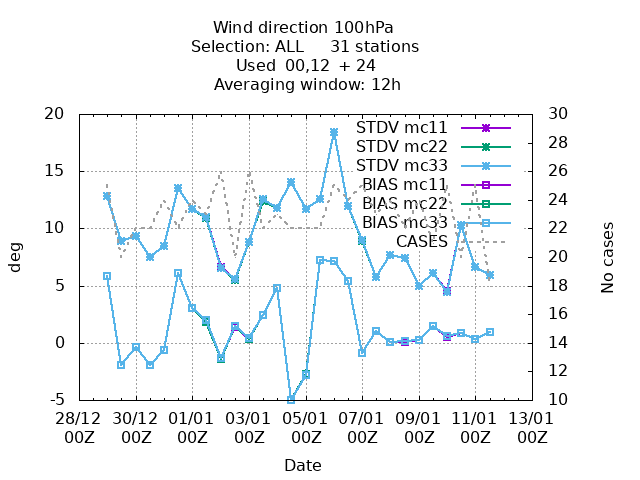 Wind direction 100hPa
Selection: ALL 31 stations
Used 00,12 + 24
Averaging window: 12h
20
15
10
5
0
-5
deg
30
28
26
24
22
20
18
16
14
12
10
No cases
STDV mc11
STDV mc22
STDV mc33
BIAS mc11
BIAS mc22
BIAS mc33
CASES
28/12 30/12 01/01 03/01 05/01 07/01 09/01 11/01 13/01
00Z 00Z 00Z 00Z 00Z 00Z 00Z 00Z 00Z
Date